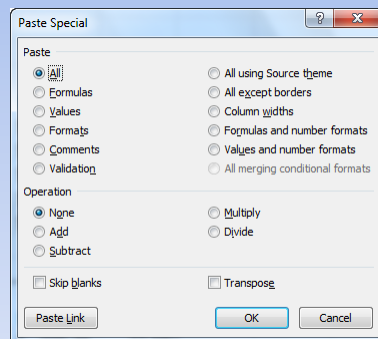 Paste Special
Paste
All
All using Source theme
Formulas
All except borders
Values
Column widths
Formats
Formulas and number formats
Comments
Values and number formats
Validation
All merging conditional formats
Operation
None
Multiply
Add
Divide
Subtract
Skip blanks
Transpose
Paste Link
OK
Cancel